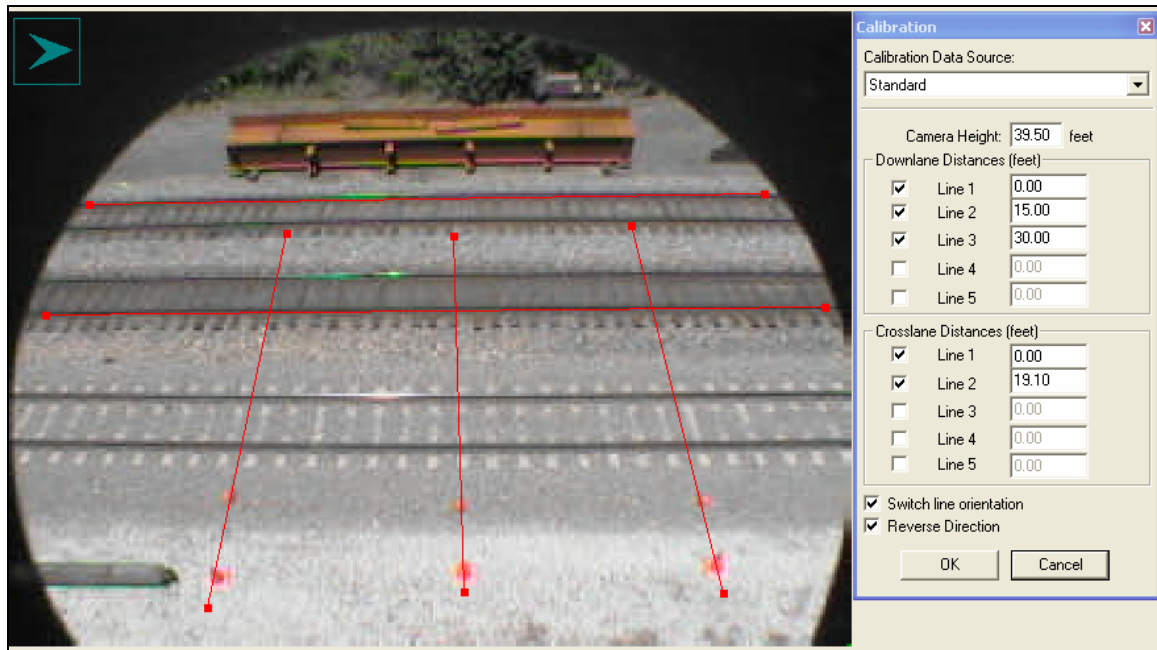 Calibration
Calibration Data Source:
Standard
Camera Height: 39.50 feet
Downlane Distances (feet)
Line 1 0.00
Line 2 15.00
Line 3 30.00
Line 4 0.00
Line 5 0.00
Crosslane Distances (feet)
Line 1 0.00
Line 2 19.10
Line 3 0.00
Line 4 0.00
Line 5 0.00
Switch line orientation
Reverse Direction
OK Cancel